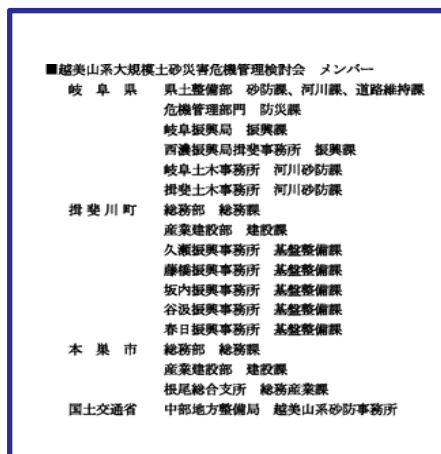 ■越美山系大規模土砂災害危機管理検討会　メンバー
岐阜県　県土整備部　砂防課、河川課、道路維持課
危機管理部門　防災課
岐阜振興局　振興課
西濃振興局揖斐事務所　振興課
岐阜土木事務所　河川砂防課
揖斐土木事務所　河川砂防課
揖斐川町　総務部　総務課
産業建設部　建設課
久瀬振興事務所　基盤整備課
藤橋振興事務所　基盤整備課
坂内振興事務所　基盤整備課
谷汲振興事務所　基盤整備課
春日振興事務所　基盤整備課
本巣市　総務部　総務課
産業建設部　建設課
根尾総合支所　総務産業課
国土交通省　中部地方整備局　越美山系砂防事務所